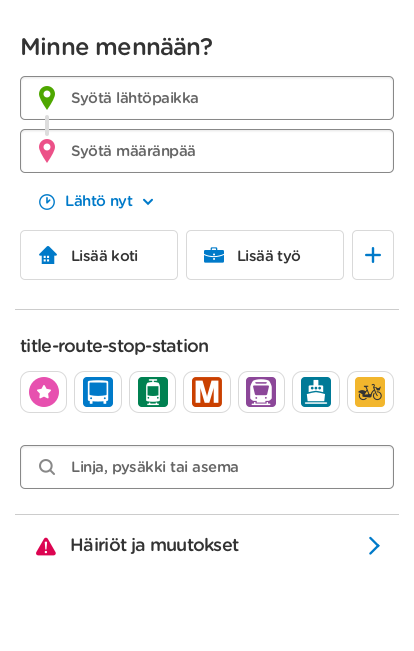 Minne mennään?
Syötä lähtöpaikka
Syötä määränpää
Lähtö nyt
Lisää koti
Lisää työ
title-route-stop-station
M
Linja, pysäkki tai asema
Häiriöt ja muutokset